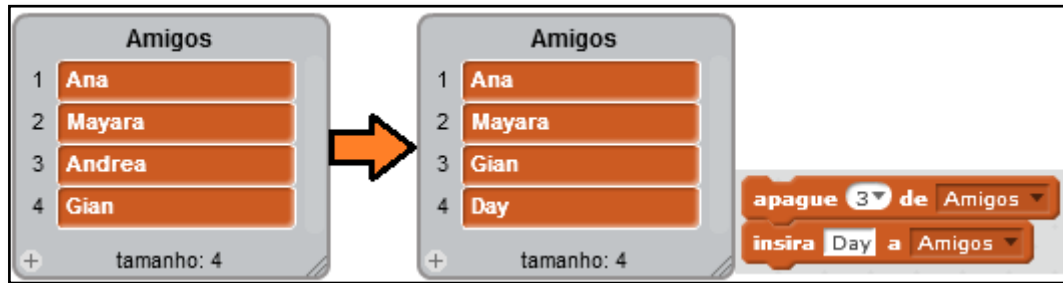 Amigos
1 Ana
2 Mayara
3 Andrea
4 Gian
+ tamanho: 4
Amigos
1 Ana
2 Mayara
3 Gian
4 Day
+ tamanho: 4
apague 3 de Amigos
insira Day a Amigos